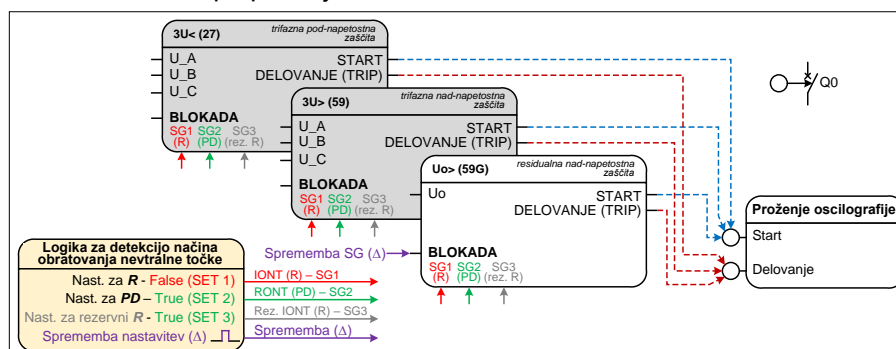 3U< (27)
trifazna pod-napetostna
zaščita
U_A
U_B
U_C
START
DELOVANJE (TRIP)
BLOKADA
SG1
(R)
SG2
(PD)
SG3
(rez. R)
3U> (59)
trifazna nad-napetostna
zaščita
U_A
U_B
U_C
START
DELOVANJE (TRIP)
BLOKADA
SG1
(R)
SG2
(PD)
SG3
(rez. R)
Uo> (59G)
residualna nad-napetostna
zaščita
Uo
START
DELOVANJE (TRIP)
BLOKADA
SG1
(R)
SG2
(PD)
SG3
(rez. R)
Sprememba SG (Δ)
Q0
Proženje oscilografije
Start
Delovanje
Logika za detekcijo načina
obratovanja nevtralne točke
Nast. za R - False (SET 1)
Nast. za PD – True (SET 2)
Nast. za rezervni R - True (SET 3)
Sprememba nastavitev (Δ)
IONT (R) – SG1
RONT (PD) – SG2
Rez. IONT (R) – SG3
Sprememba (Δ)